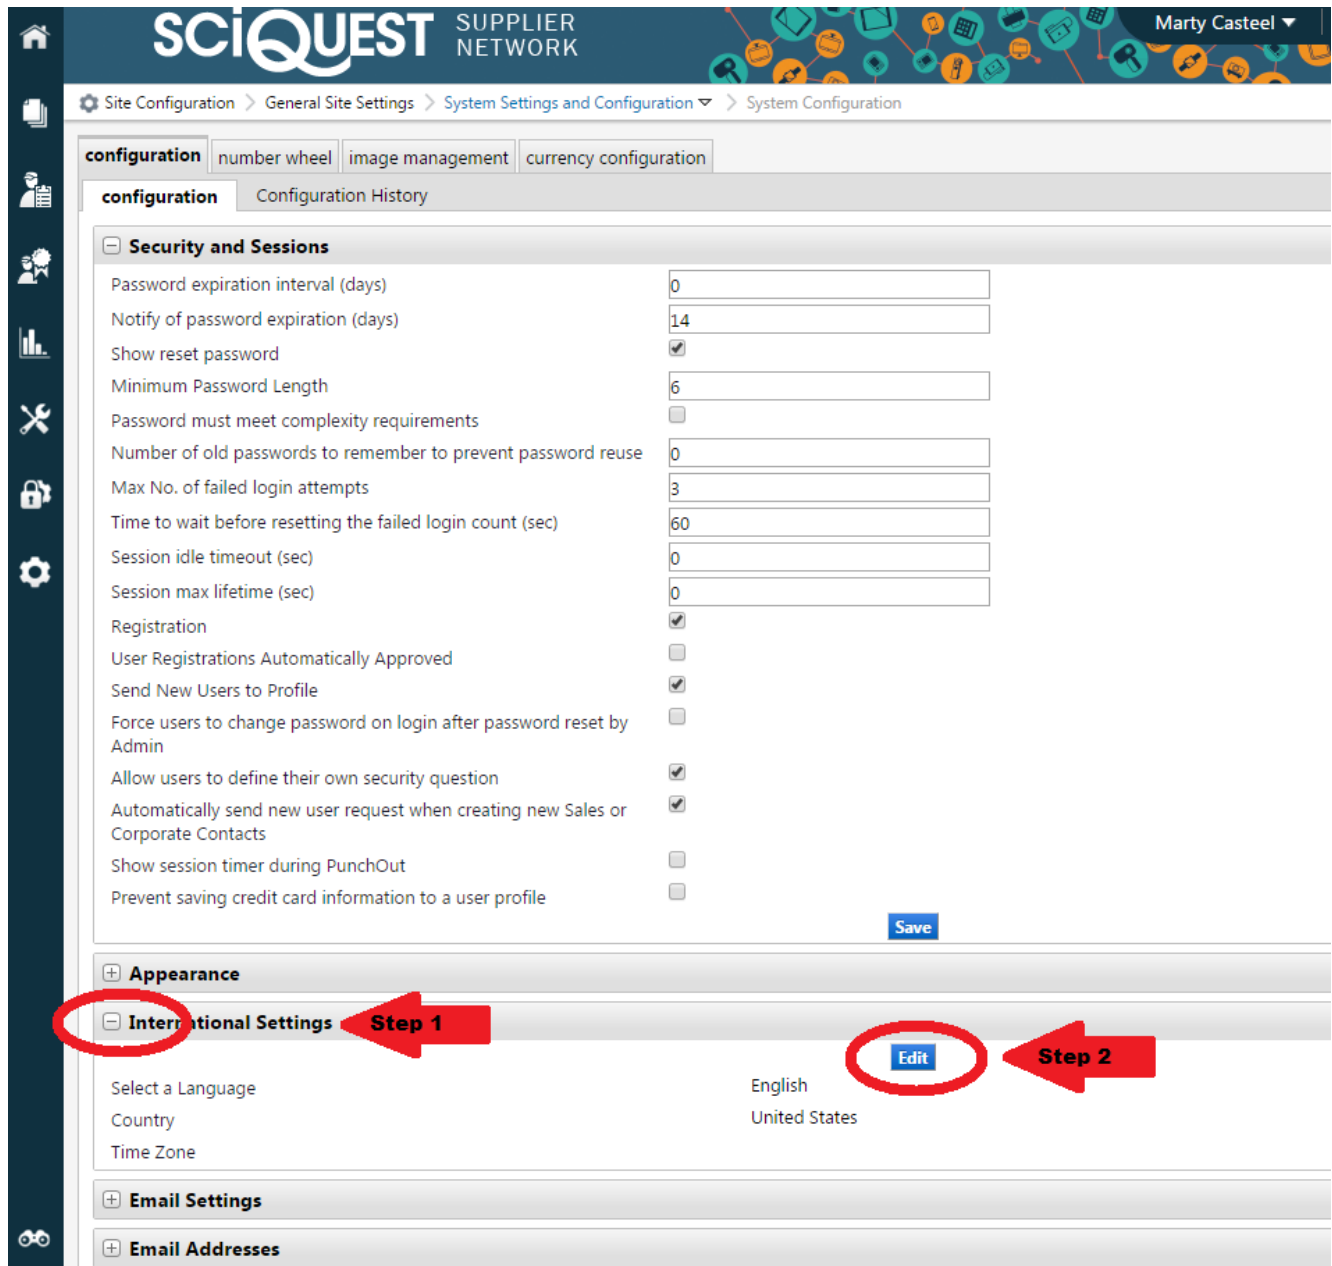 SCIQUEST SUPPLIER NETWORK
Marty Casteel
Site Configuration > General Site Settings > System Settings and Configuration > System Configuration
configuration number wheel image management currency configuration
configuration Configuration History
Security and Sessions
Password expiration interval (days) 0
Notify of password expiration (days) 14
Show reset password
Minimum Password Length 6
Password must meet complexity requirements
Number of old passwords to remember to prevent password reuse 0
Max No. of failed login attempts 3
Time to wait before resetting the failed login count (sec) 60
Session idle timeout (sec) 0
Session max lifetime (sec) 0
Registration
User Registrations Automatically Approved
Send New Users to Profile
Force users to change password on login after password reset by
Admin
Allow users to define their own security question
Automatically send new user request when creating new Sales or
Corporate Contacts
Show session timer during PunchOut
Prevent saving credit card information to a user profile
Save
Appearance
International Settings Step 1
Edit Step 2
Select a Language English
Country United States
Time Zone
Email Settings
Email Addresses